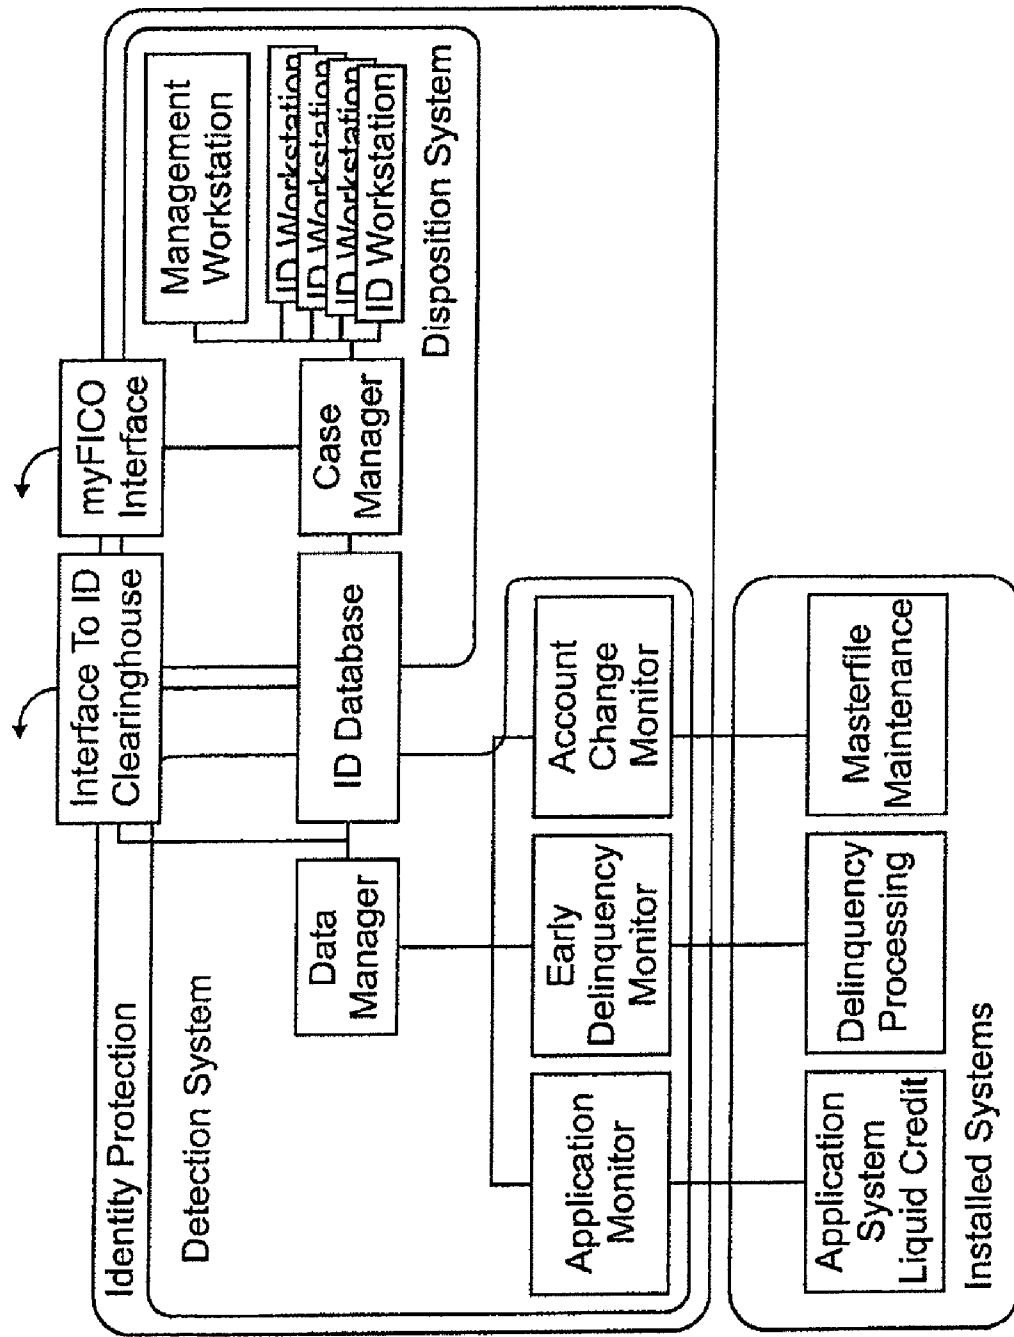 Identity Protection
Interface To ID
Clearinghouse
myFICO
Interface
Detection System
Management
Workstation
Data
Manager
ID Database
Case
Manager
ID Workstation
ID Workstation
ID Workstation
ID Workstation
Disposition System
Application
Monitor
Early
Delinquency
Monitor
Account
Change
Monitor
Application
System
Liquid Credit
Delinquency
Processing
Masterfile
Maintenance
Installed Systems